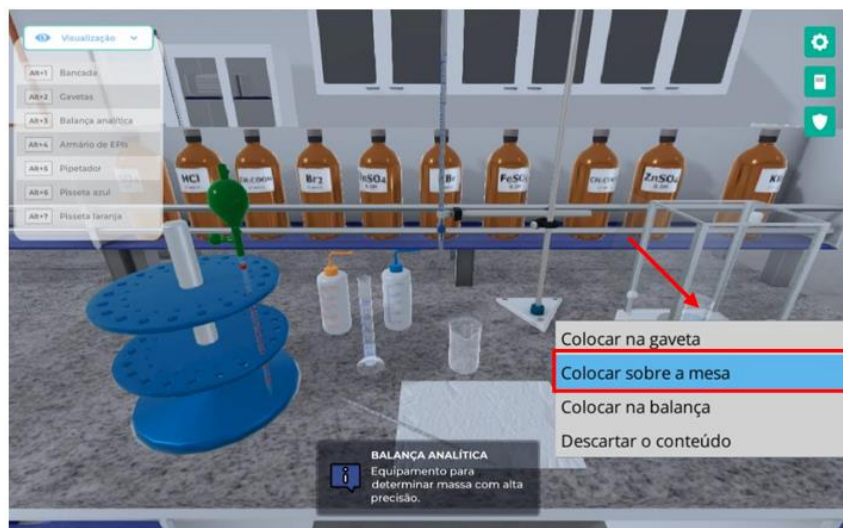 Visualização
Alt+1 Bancada
Alt+2 Gavetas
Alt+3 Balança analítica
Alt+4 Armário de EPIs
Alt+5 Pipetador
Alt+6 Pisseta azul
Alt+7 Pisseta laranja
HCl
Br2
FeSO4
ZnSO4
Colocar na gaveta
Colocar sobre a mesa
Colocar na balança
Descartar o conteúdo
BALANÇA ANALÍTICA
Equipamento para
determinar massa com alta
precisão.